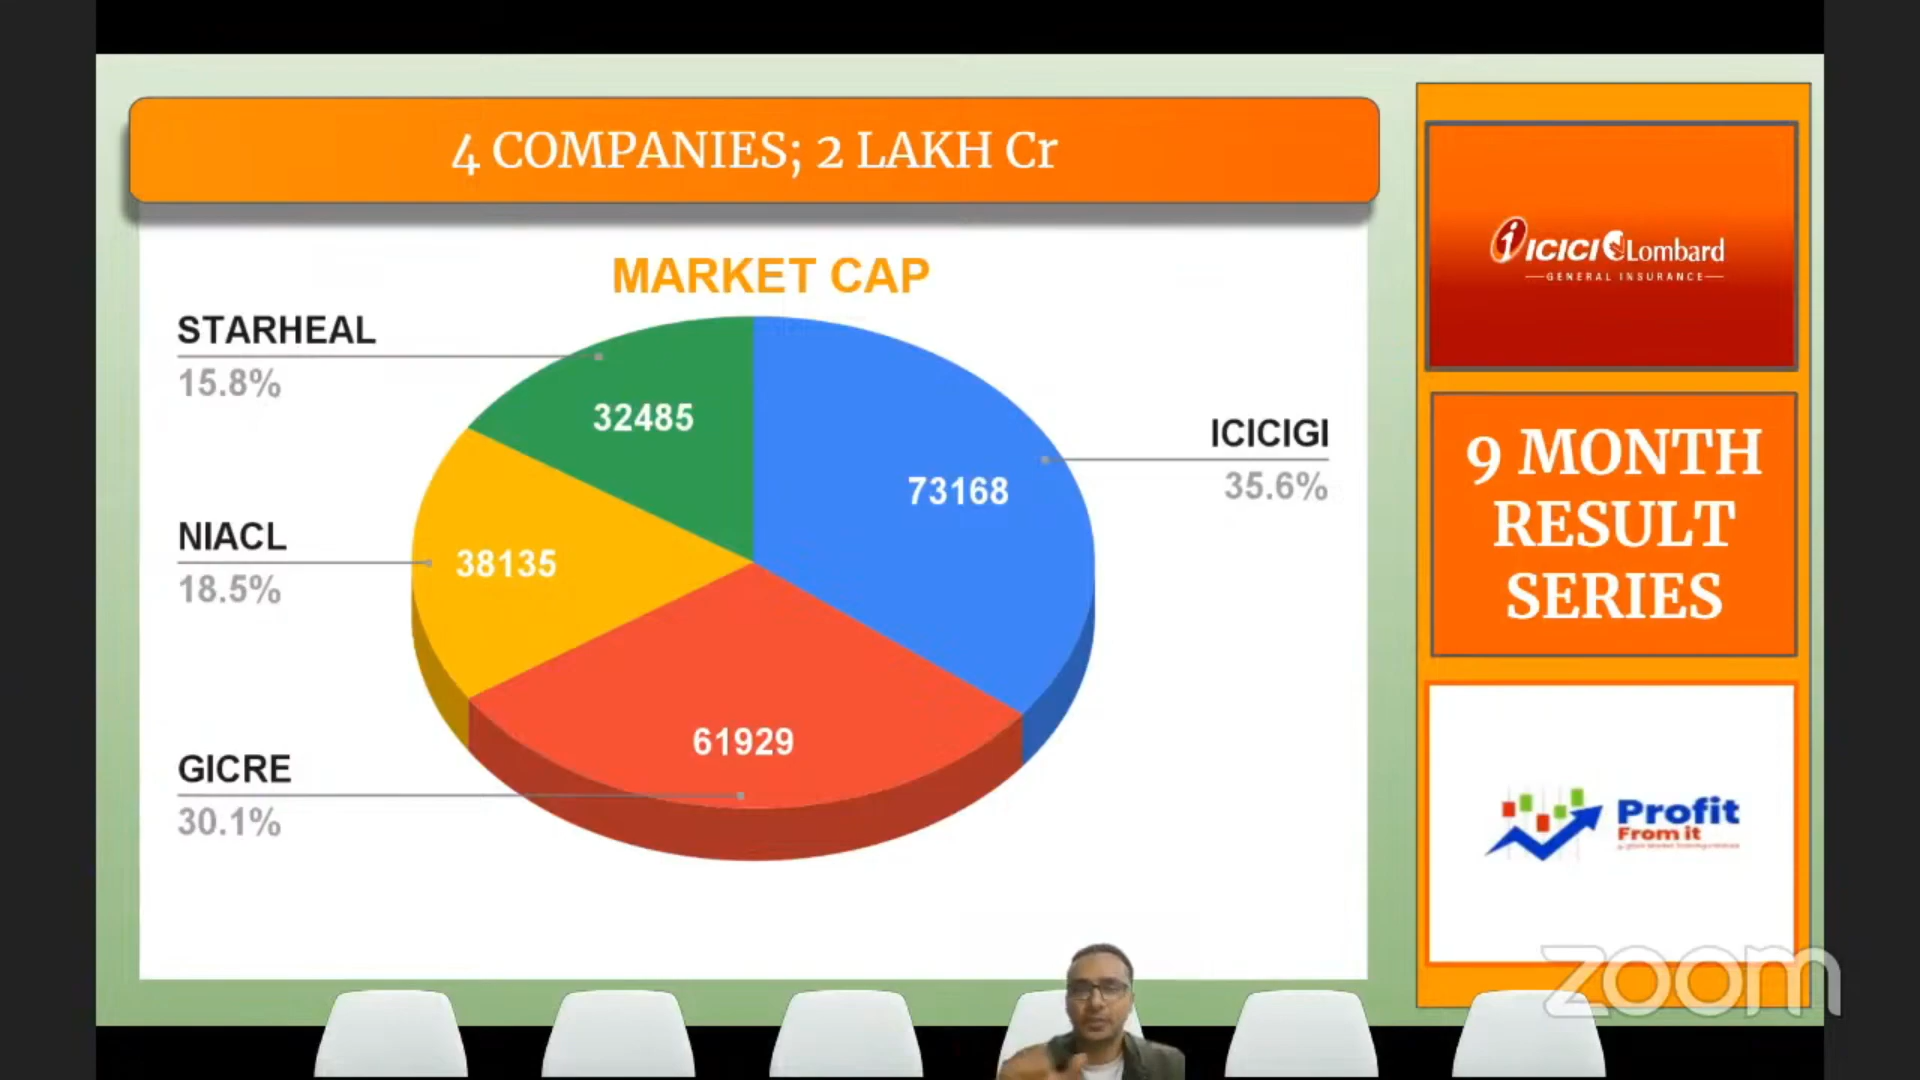 4 COMPANIES; 2 LAKH Cr
MARKET CAP
STARHEAL
15.8%
32485
ICICIGI
35.6%
73168
NIACL
18.5%
38135
GICRE
30.1%
61929
ICICI Lombard
GENERAL INSURANCE
9 MONTH
RESULT
SERIES
Profit
From it
zoom